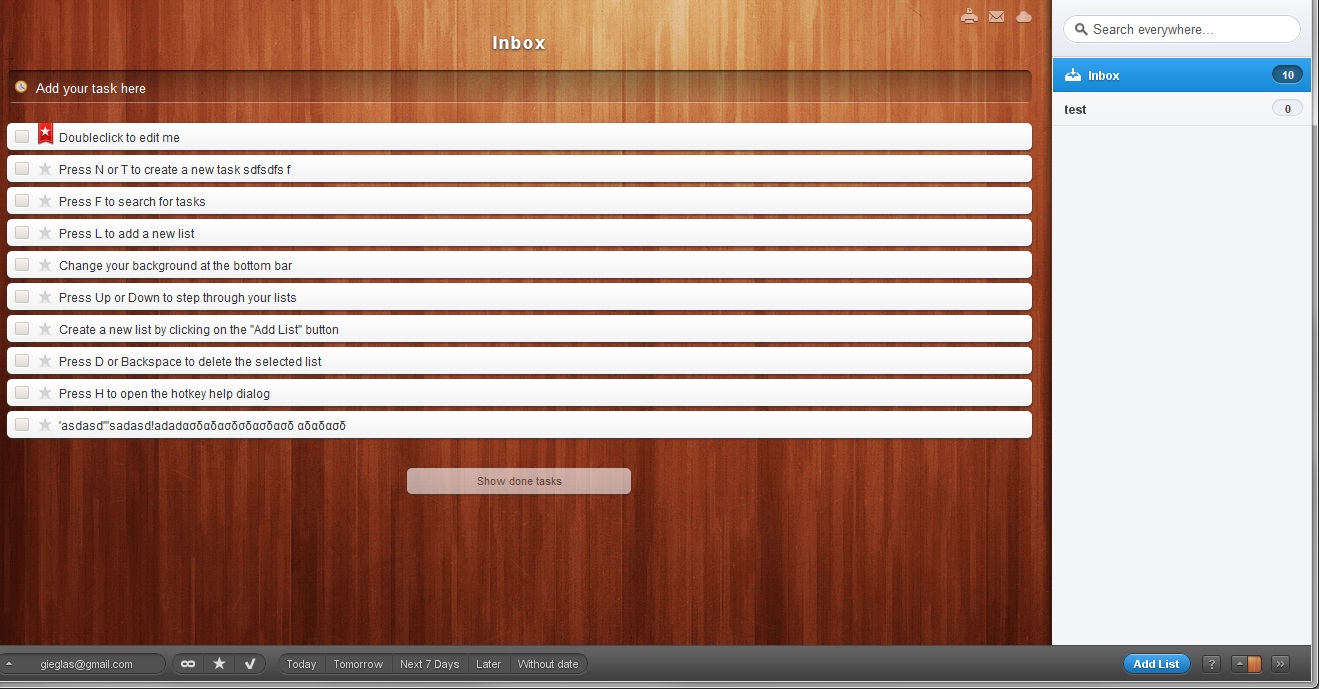 Inbox
Add your task here
Doubleclick to edit me
Press N or T to create a new task sdfsdfs f
Press F to search for tasks
Press L to add a new list
Change your background at the bottom bar
Press Up or Down to step through your lists
Create a new list by clicking on the "Add List" button
Press D or Backspace to delete the selected list
Press H to open the hotkey help dialog
'asdasd'"sadasd!adadασδαδασδσδασδασδ αδαδασδ
Show done tasks
Search everywhere...
Inbox 10
test 0
gieglas@gmail.com Today Tomorrow Next 7 Days Later Without date Add List ? »